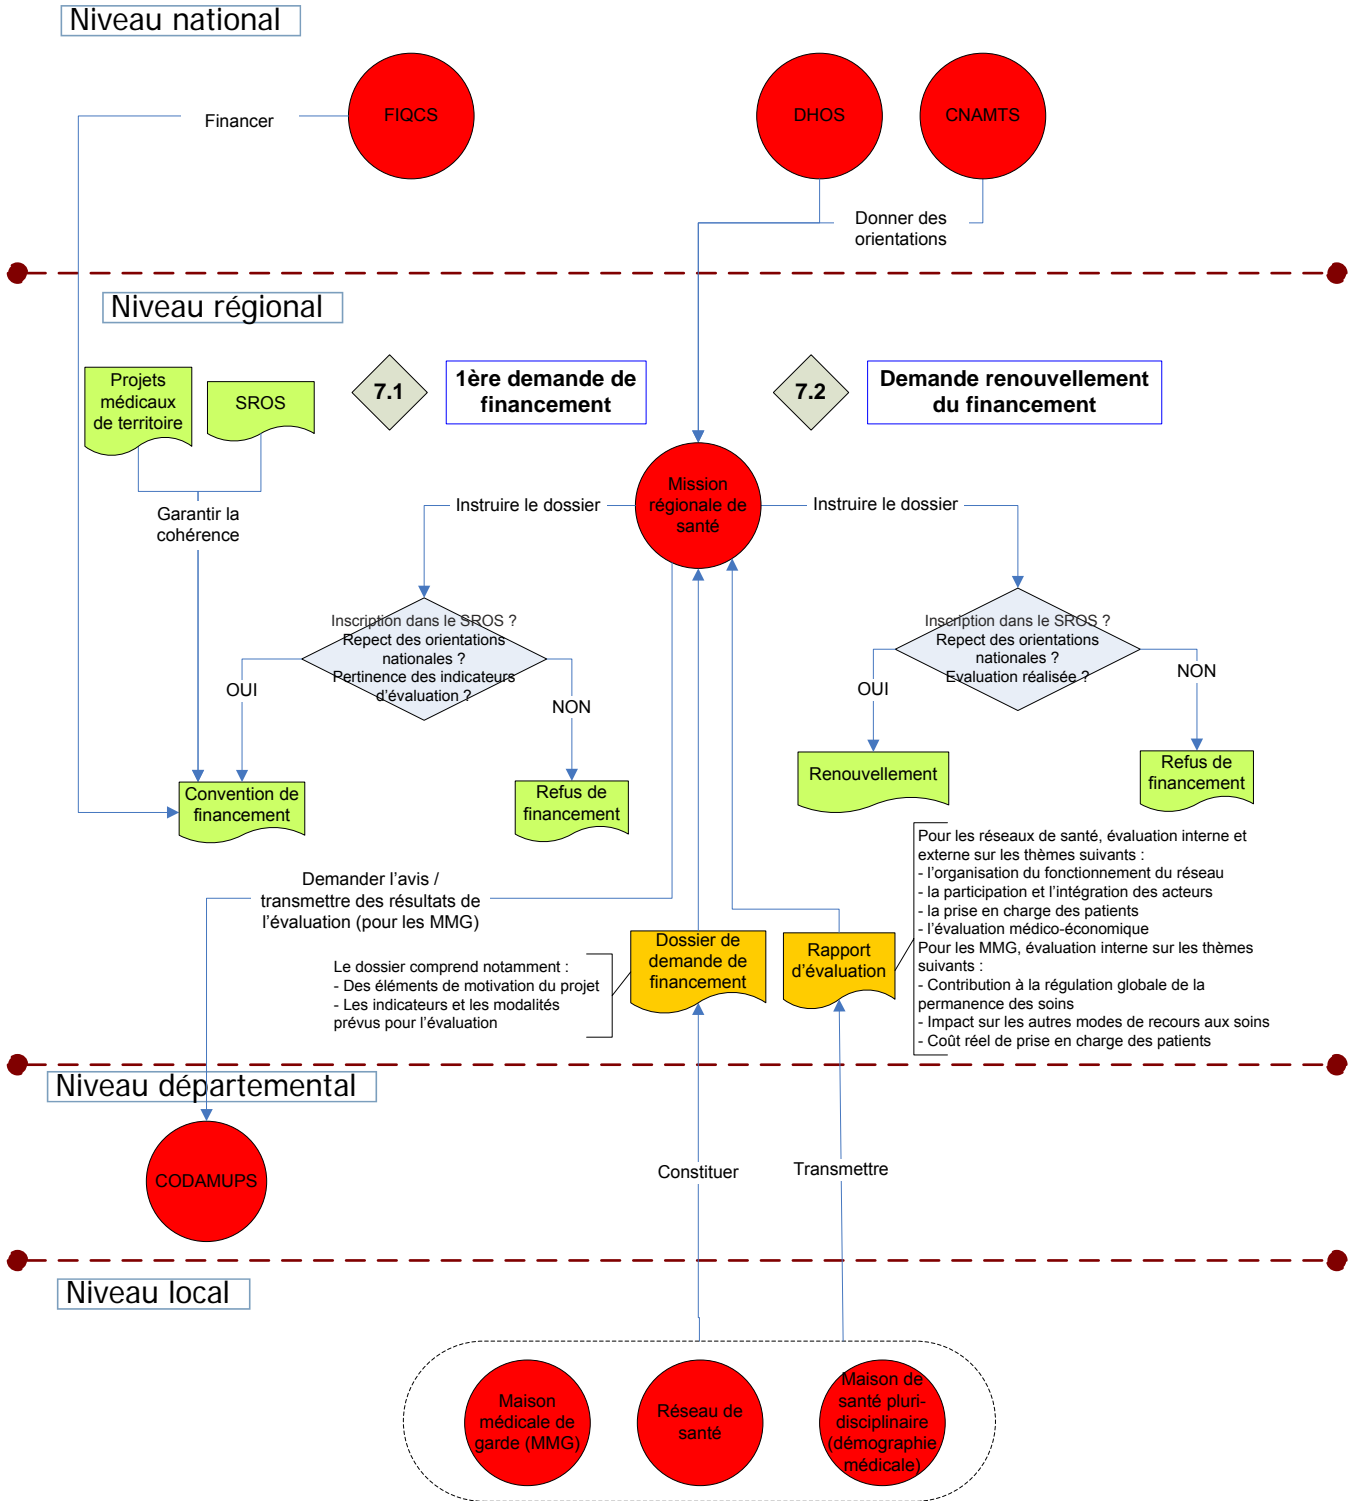 Niveau national
Financer
FIQCS
DHOS
CNAMTS
Donner des
orientations
Niveau régional
Projets
médicaux
de territoire
SROS
7.1
1ère demande de
financement
7.2
Demande renouvellement
du financement
Garantir la
cohérence
Instruire le dossier
Mission
régionale de
santé
Instruire le dossier
Inscription dans le SROS ?
Repect des orientations
nationales ?
Pertinence des indicateurs
d’évaluation ?
OUI
NON
Inscription dans le SROS ?
Repect des orientations
nationales ?
Evaluation réalisée ?
OUI
NON
Convention de
financement
Refus de
financement
Renouvellement
Refus de
financement
Demander l’avis /
transmettre des résultats de
l’évaluation (pour les MMG)
Le dossier comprend notamment :
- Des éléments de motivation du projet
- Les indicateurs et les modalités
prévus pour l’évaluation
Dossier de
demande de
financement
Rapport
d’évaluation
Pour les réseaux de santé, évaluation interne et
externe sur les thèmes suivants :
- l’organisation du fonctionnement du réseau
- la participation et l’intégration des acteurs
- la prise en charge des patients
- l’évaluation médico-économique
Pour les MMG, évaluation interne sur les thèmes
suivants :
- Contribution à la régulation globale de la
permanence des soins
- Impact sur les autres modes de recours aux soins
- Coût réel de prise en charge des patients
Niveau départemental
CODAMUPS
Constituer
Transmettre
Niveau local
Maison
médicale de
garde (MMG)
Réseau de
santé
Maison de
santé pluri-
disciplinaire
(démographie
médicale)